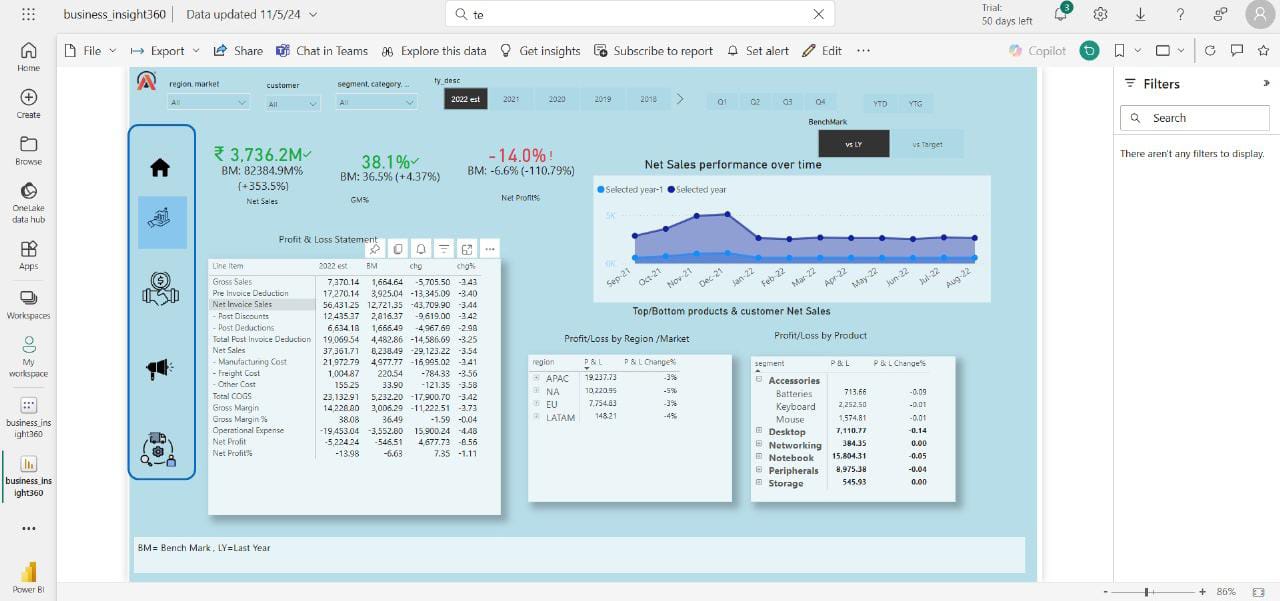 business_insight360 Data updated 11/5/24
te
Trial:
50 days left
3
File Export Share Chat in Teams Explore this data Get insights Subscribe to report Set alert Edit ... Copilot
Home
Create
Browse
OneLake
data hub
Apps
Workspaces
My
workspace
business_ins
ight360
business_ins
ight360
...
Power BI
region, market
All
customer
All
segment, category, ...
All
fy_desc
2022 est 2021 2020 2019 2018
Q1 Q2 Q3 Q4
YTD YTG
BenchMark
vs LY vs Target
₹ 3,736.2M
BM: 82384.9M%
(+353.5%)
Net Sales
38.1%
BM: 36.5% (+4.37%)
GM%
-14.0% !
BM: -6.6% (-110.79%)
Net Profit%
Net Sales performance over time
Selected year-1 Selected year
5K
0K
Sep-21 Oct-21 Nov-21 Dec-21 Jan-22 Feb-22 Mar-22 Apr-22 May-22 Jun-22 Jul-22 Aug-22
Profit & Loss Statement
Line Item 2022 est BM chg chg%
Gross Sales 7,370.14 1,664.64 -5,705.50 -3.43
Pre Invoice Deduction 17,270.14 3,925.04 -13,345.09 -3.40
Net Invoice Sales 56,431.25 12,721.35 -43,709.90 -3.44
- Post Discounts 12,435.37 2,816.37 -9,619.00 -3.42
- Post Deductions 6,634.18 1,666.49 -4,967.69 -2.98
Total Post Invoice Deduction 19,069.54 4,482.86 -14,586.69 -3.25
Net Sales 37,361.71 8,238.49 -29,123.22 -3.54
- Manufacturing Cost 21,972.79 4,977.77 -16,995.02 -3.41
- Freight Cost 1,004.87 220.54 -784.33 -3.56
- Other Cost 155.25 33.90 -121.35 -3.58
Total COGS 23,132.91 5,232.20 -17,900.70 -3.42
Gross Margin 14,228.80 3,006.29 -11,222.51 -3.73
Gross Margin % 38.08 36.49 -1.59 -0.04
Operational Expense -19,453.04 -3,552.80 15,900.24 -4.48
Net Profit -5,224.24 -546.51 4,677.73 -8.56
Net Profit% -13.98 -6.63 7.35 -1.11
Top/Bottom products & customer Net Sales
Profit/Loss by Region /Market
region P & L P & L Change%
APAC 19,237.73 -3%
NA 10,220.95 -5%
EU 7,754.83 -3%
LATAM 148.21 -4%
Profit/Loss by Product
segment P & L P & L Change%
Accessories
Batteries 713.66 -0.09
Keyboard 2,252.50 -0.01
Mouse 1,574.81 -0.01
Desktop 7,110.77 -0.14
Networking 384.35 0.00
Notebook 15,804.31 -0.05
Peripherals 8,975.38 -0.04
Storage 545.93 0.00
BM= Bench Mark , LY=Last Year
Filters
Search
There aren't any filters to display.
- + 86%